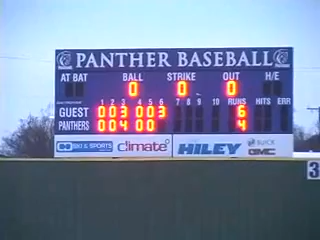 PANTHER BASEBALL
AT BAT BALL STRIKE OUT H/E
0 0 0
1 2 3 4 5 6 7 8 9 10 RUNS HITS ERR
GUEST 0 0 3 0 0 3 6
PANTHERS 0 0 4 0 0 4
BKI & SPORTS climate HILEY BUICK GMC
3